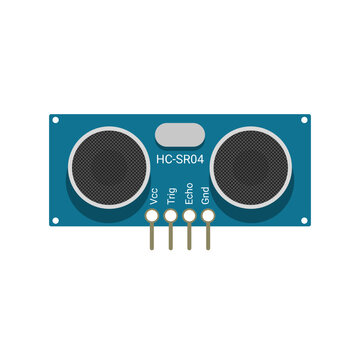 HC-SR04
Vcc
Trig
Echo
Gnd